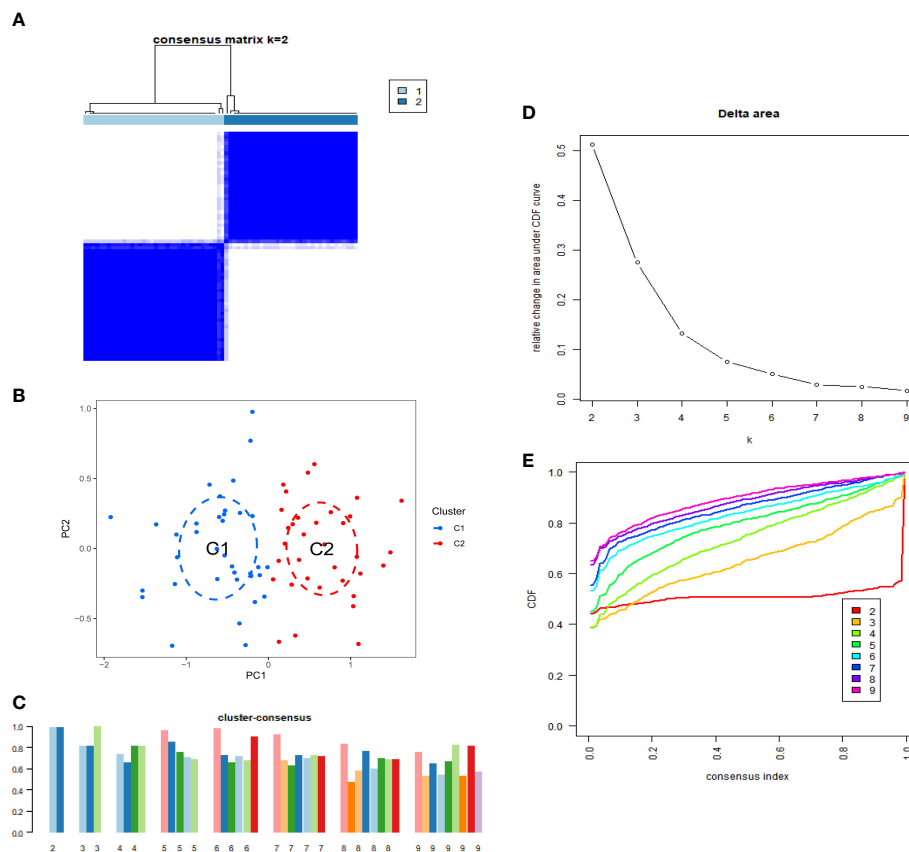 A
consensus matrix k=2
1
2
B
1.0
0.5
0.0
−0.5
PC2
−2
−1
0
1
PC1
C1
C2
Cluster
C1
C2
C
cluster-consensus
1.0
0.8
0.6
0.4
0.2
0.0
2
3 3
4 4
5 5 5
6 6 6
7 7 7 7
8 8 8 8
9 9 9 9 9
D
Delta area
relative change in area under CDF curve
0.5
0.4
0.3
0.2
0.1
0.0
2 3 4 5 6 7 8 9
k
E
CDF
1.0
0.8
0.6
0.4
0.2
0.0
0.0 0.2 0.4 0.6 0.8 1.0
consensus index
2
3
4
5
6
7
8
9